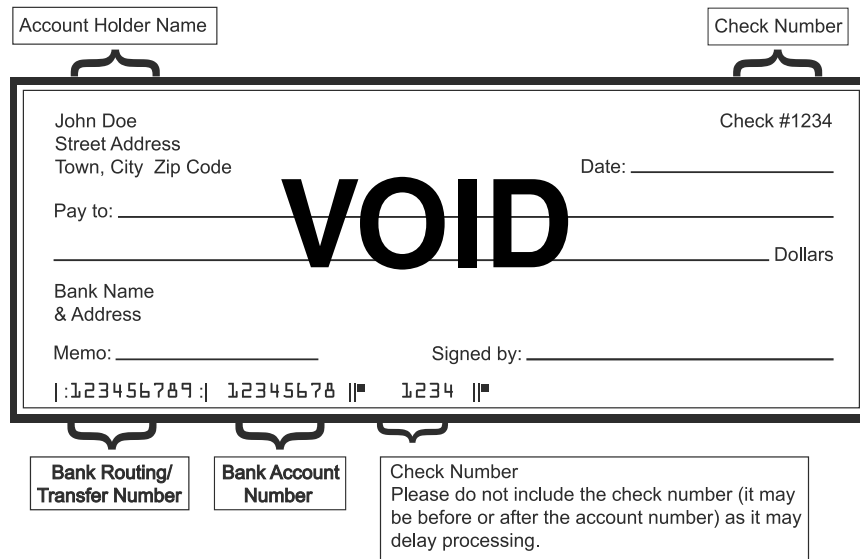 Account Holder Name
Check Number
John Doe
Check #1234
Street Address
Town, City Zip Code
Date:
VOID
Pay to:
Dollars
Bank Name
& Address
Memo:
Signed by:
|:123456789:| 12345678 ||■ 1234 ||■
Bank Routing/
Transfer Number
Bank Account
Number
Check Number
Please do not include the check number (it may
be before or after the account number) as it may
delay processing.